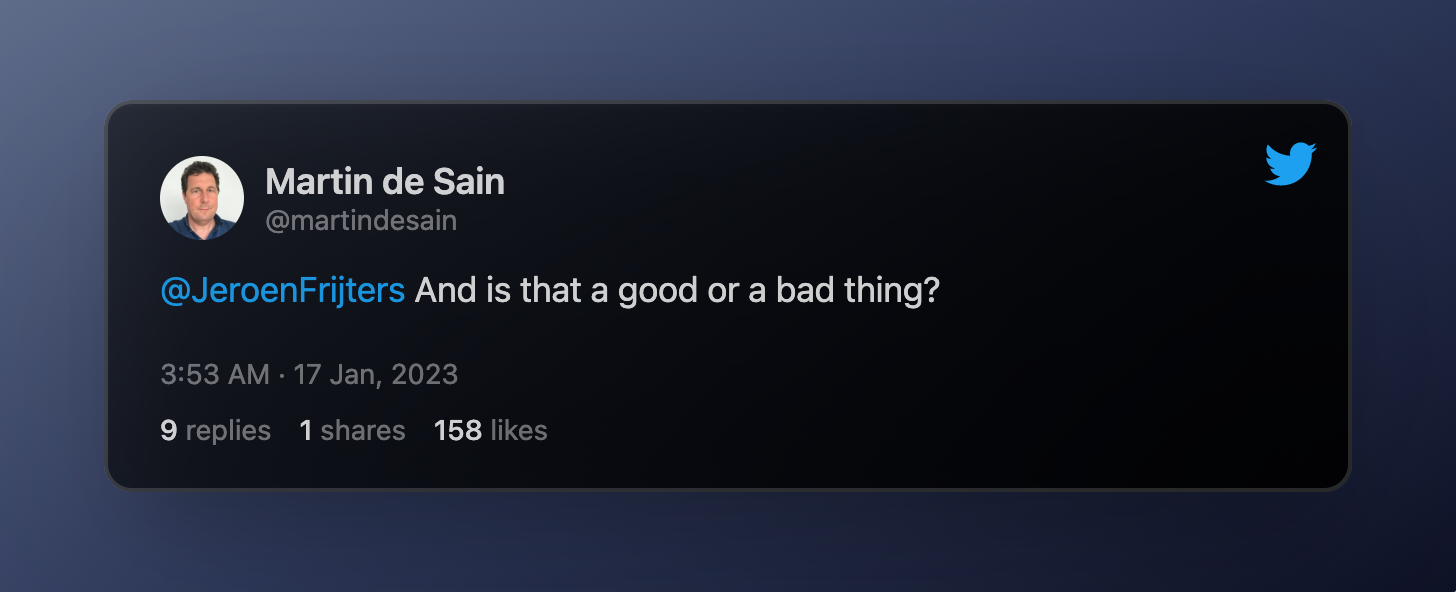 Martin de Sain
@martindesain
@JeroenFrijters And is that a good or a bad thing?
3:53 AM · 17 Jan, 2023
9 replies 1 shares 158 likes